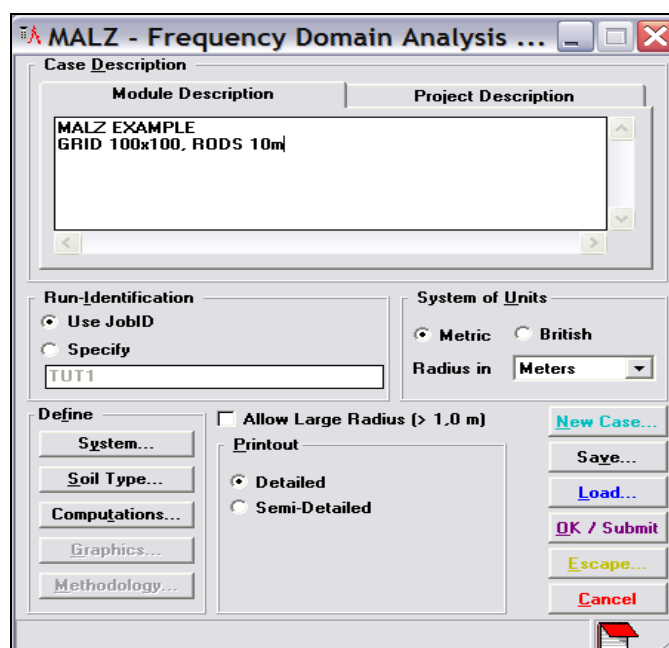 MALZ - Frequency Domain Analysis ...
Case Description
Module Description
Project Description
MALZ EXAMPLE
GRID 100x100, RODS 10m
Run-Identification
Use JobID
Specify
TUT1
System of Units
Metric
British
Radius in
Meters
Define
System...
Soil Type...
Computations...
Graphics...
Methodology...
Allow Large Radius (> 1,0 m)
Printout
Detailed
Semi-Detailed
New Case...
Save...
Load...
OK / Submit
Escape...
Cancel